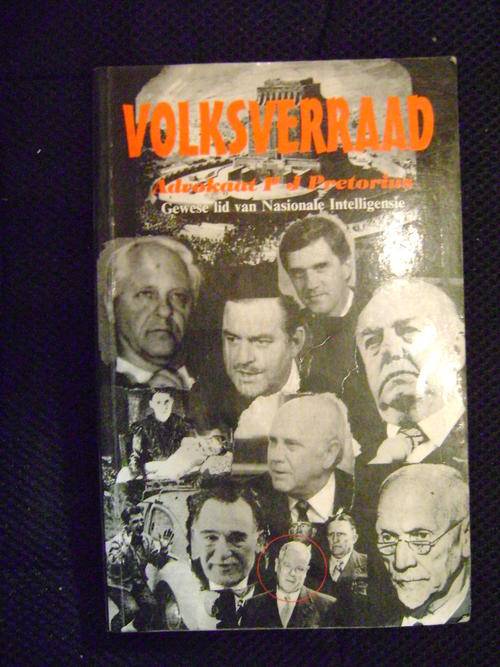 VOLKSVERRAAD
Advokaat P J Pretorius
Gewese lid van Nasionale Intelligensie